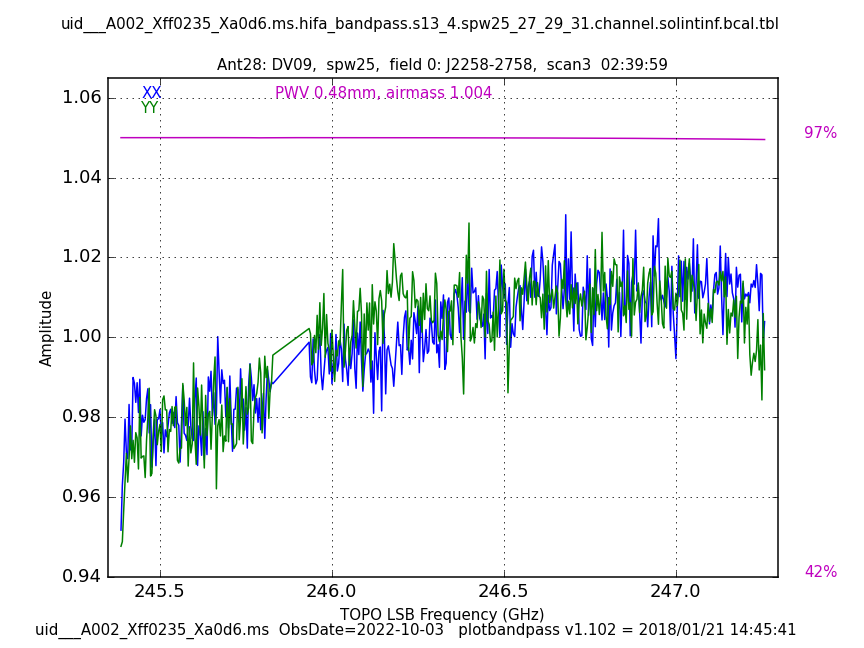 uid___A002_Xff0235_Xa0d6.ms.hifa_bandpass.s13_4.spw25_27_29_31.channel.solintinf.bcal.tbl
Ant28: DV09,  spw25,  field 0: J2258-2758,  scan3  02:39:59
XX
PWV 0.48mm, airmass 1.004
YY
1.06
97%
1.04
1.02
1.00
0.98
0.96
0.94
42%
Amplitude
245.5 246.0 246.5 247.0
TOPO LSB Frequency (GHz)
uid___A002_Xff0235_Xa0d6.ms  ObsDate=2022-10-03   plotbandpass v1.102 = 2018/01/21 14:45:41